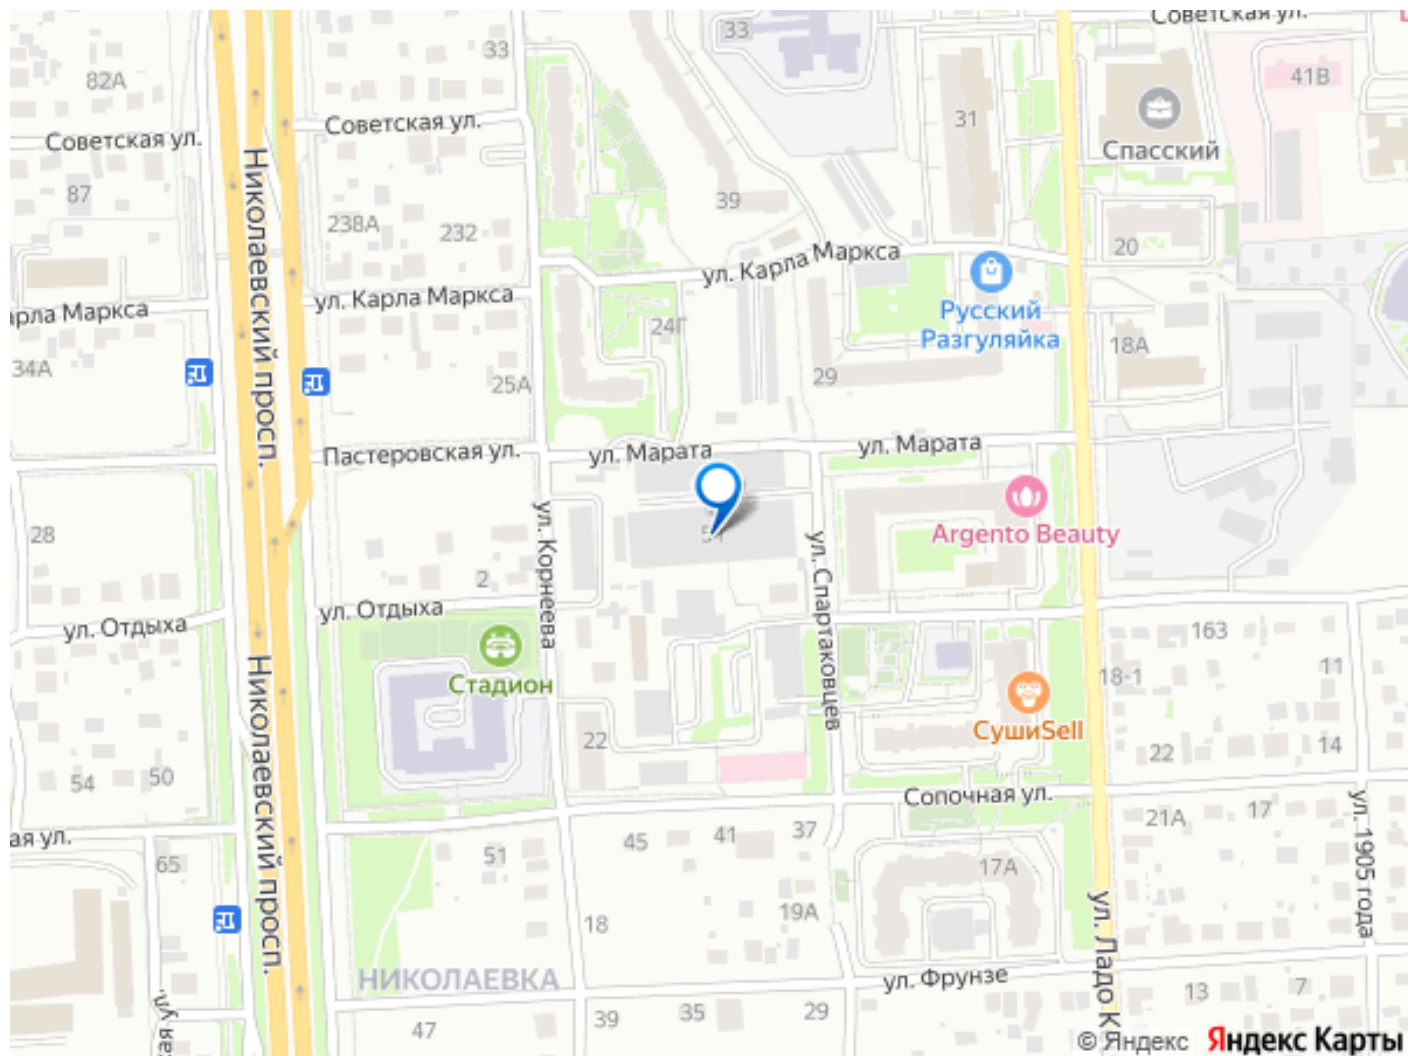 33
Советская ул.
33
82А
41В
31
Советская ул.
Советская ул.
Спасский
87
238А
232
39
20
ул. Карла Маркса
Николаевский просп.
ул. Карла Маркса
арла Маркса
Русский
Разгуляйка
24Г
18А
34А
25А
29
Пастеровская ул.
ул. Марата
ул. Марата
28
ул. Корнеева
Argento Beauty
ул. Спартаковцев
2
ул. Отдыха
ул. Отдыха
163
11
Стадион
18-1
СушиSell
22
22
14
54
50
Николаевский просп.
Сопочная ул.
21А
17
ул. 1905 года
ая ул.
65
51
45
41
37
17А
18
19А
ул. Ладо К
НИКОЛАЕВКА
ул. Фрунзе
47
39
35
29
13
7
ая ул.
© Яндекс Яндекс Карты